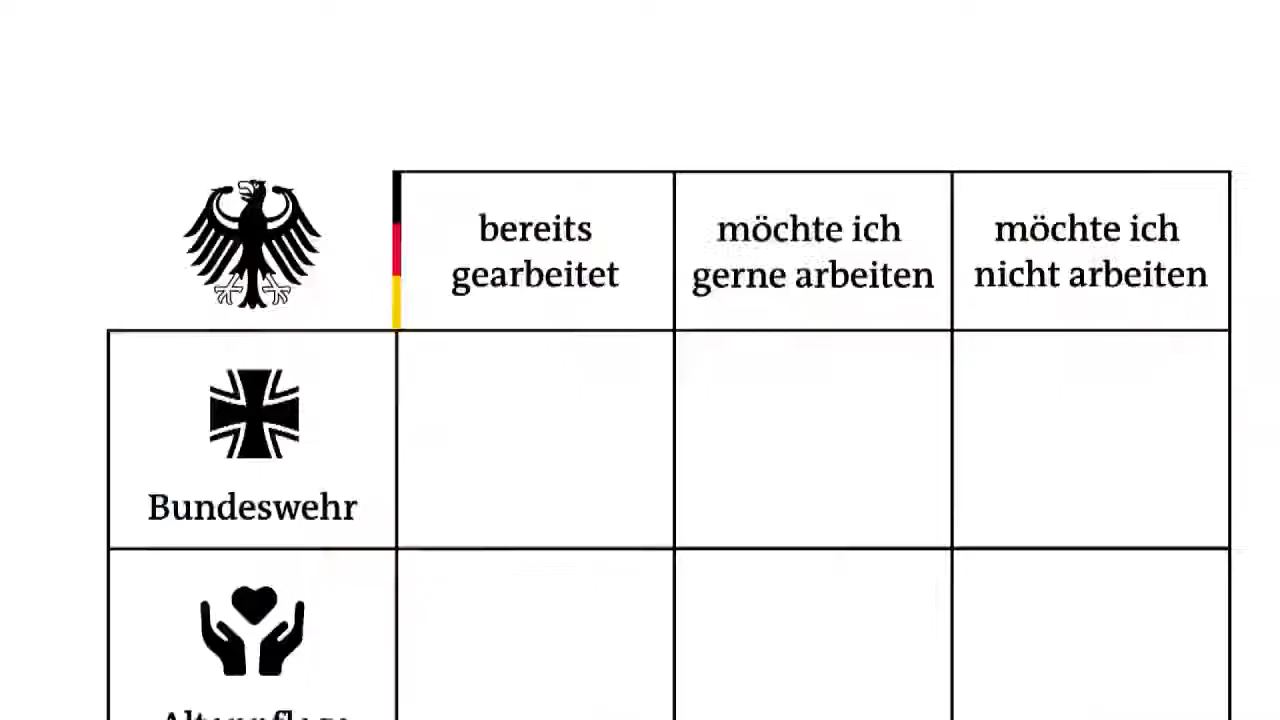 bereits
gearbeitet
möchte ich
gerne arbeiten
möchte ich
nicht arbeiten
Bundeswehr